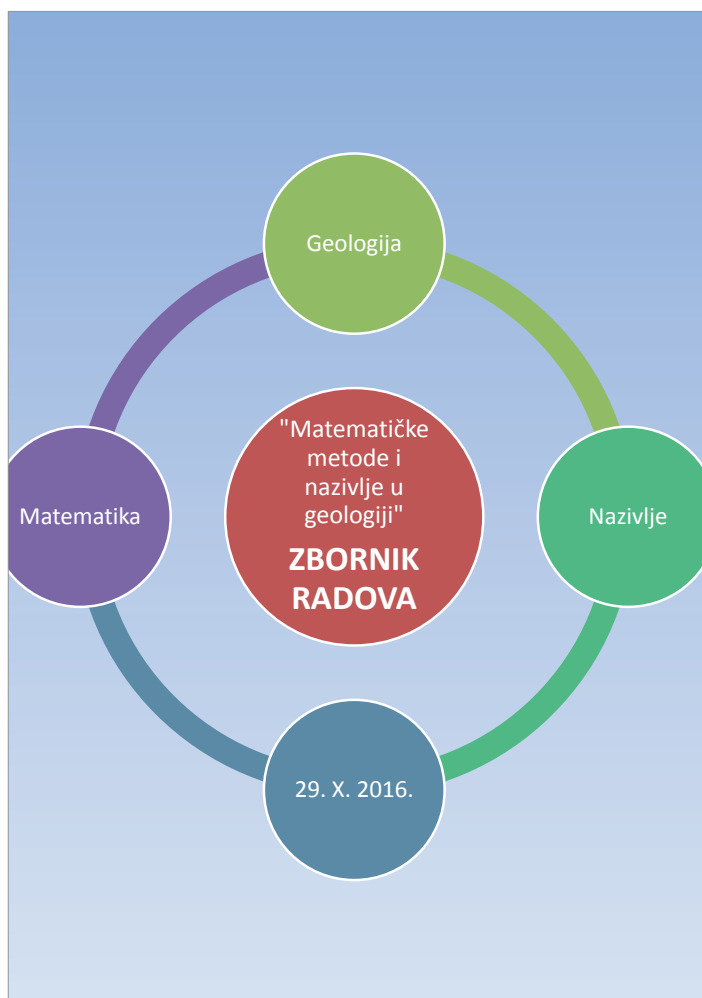 Geologija
"Matematičke
metode i
nazivlje u
geologiji"
ZBORNIK
RADOVA
Matematika
Nazivlje
29. X. 2016.